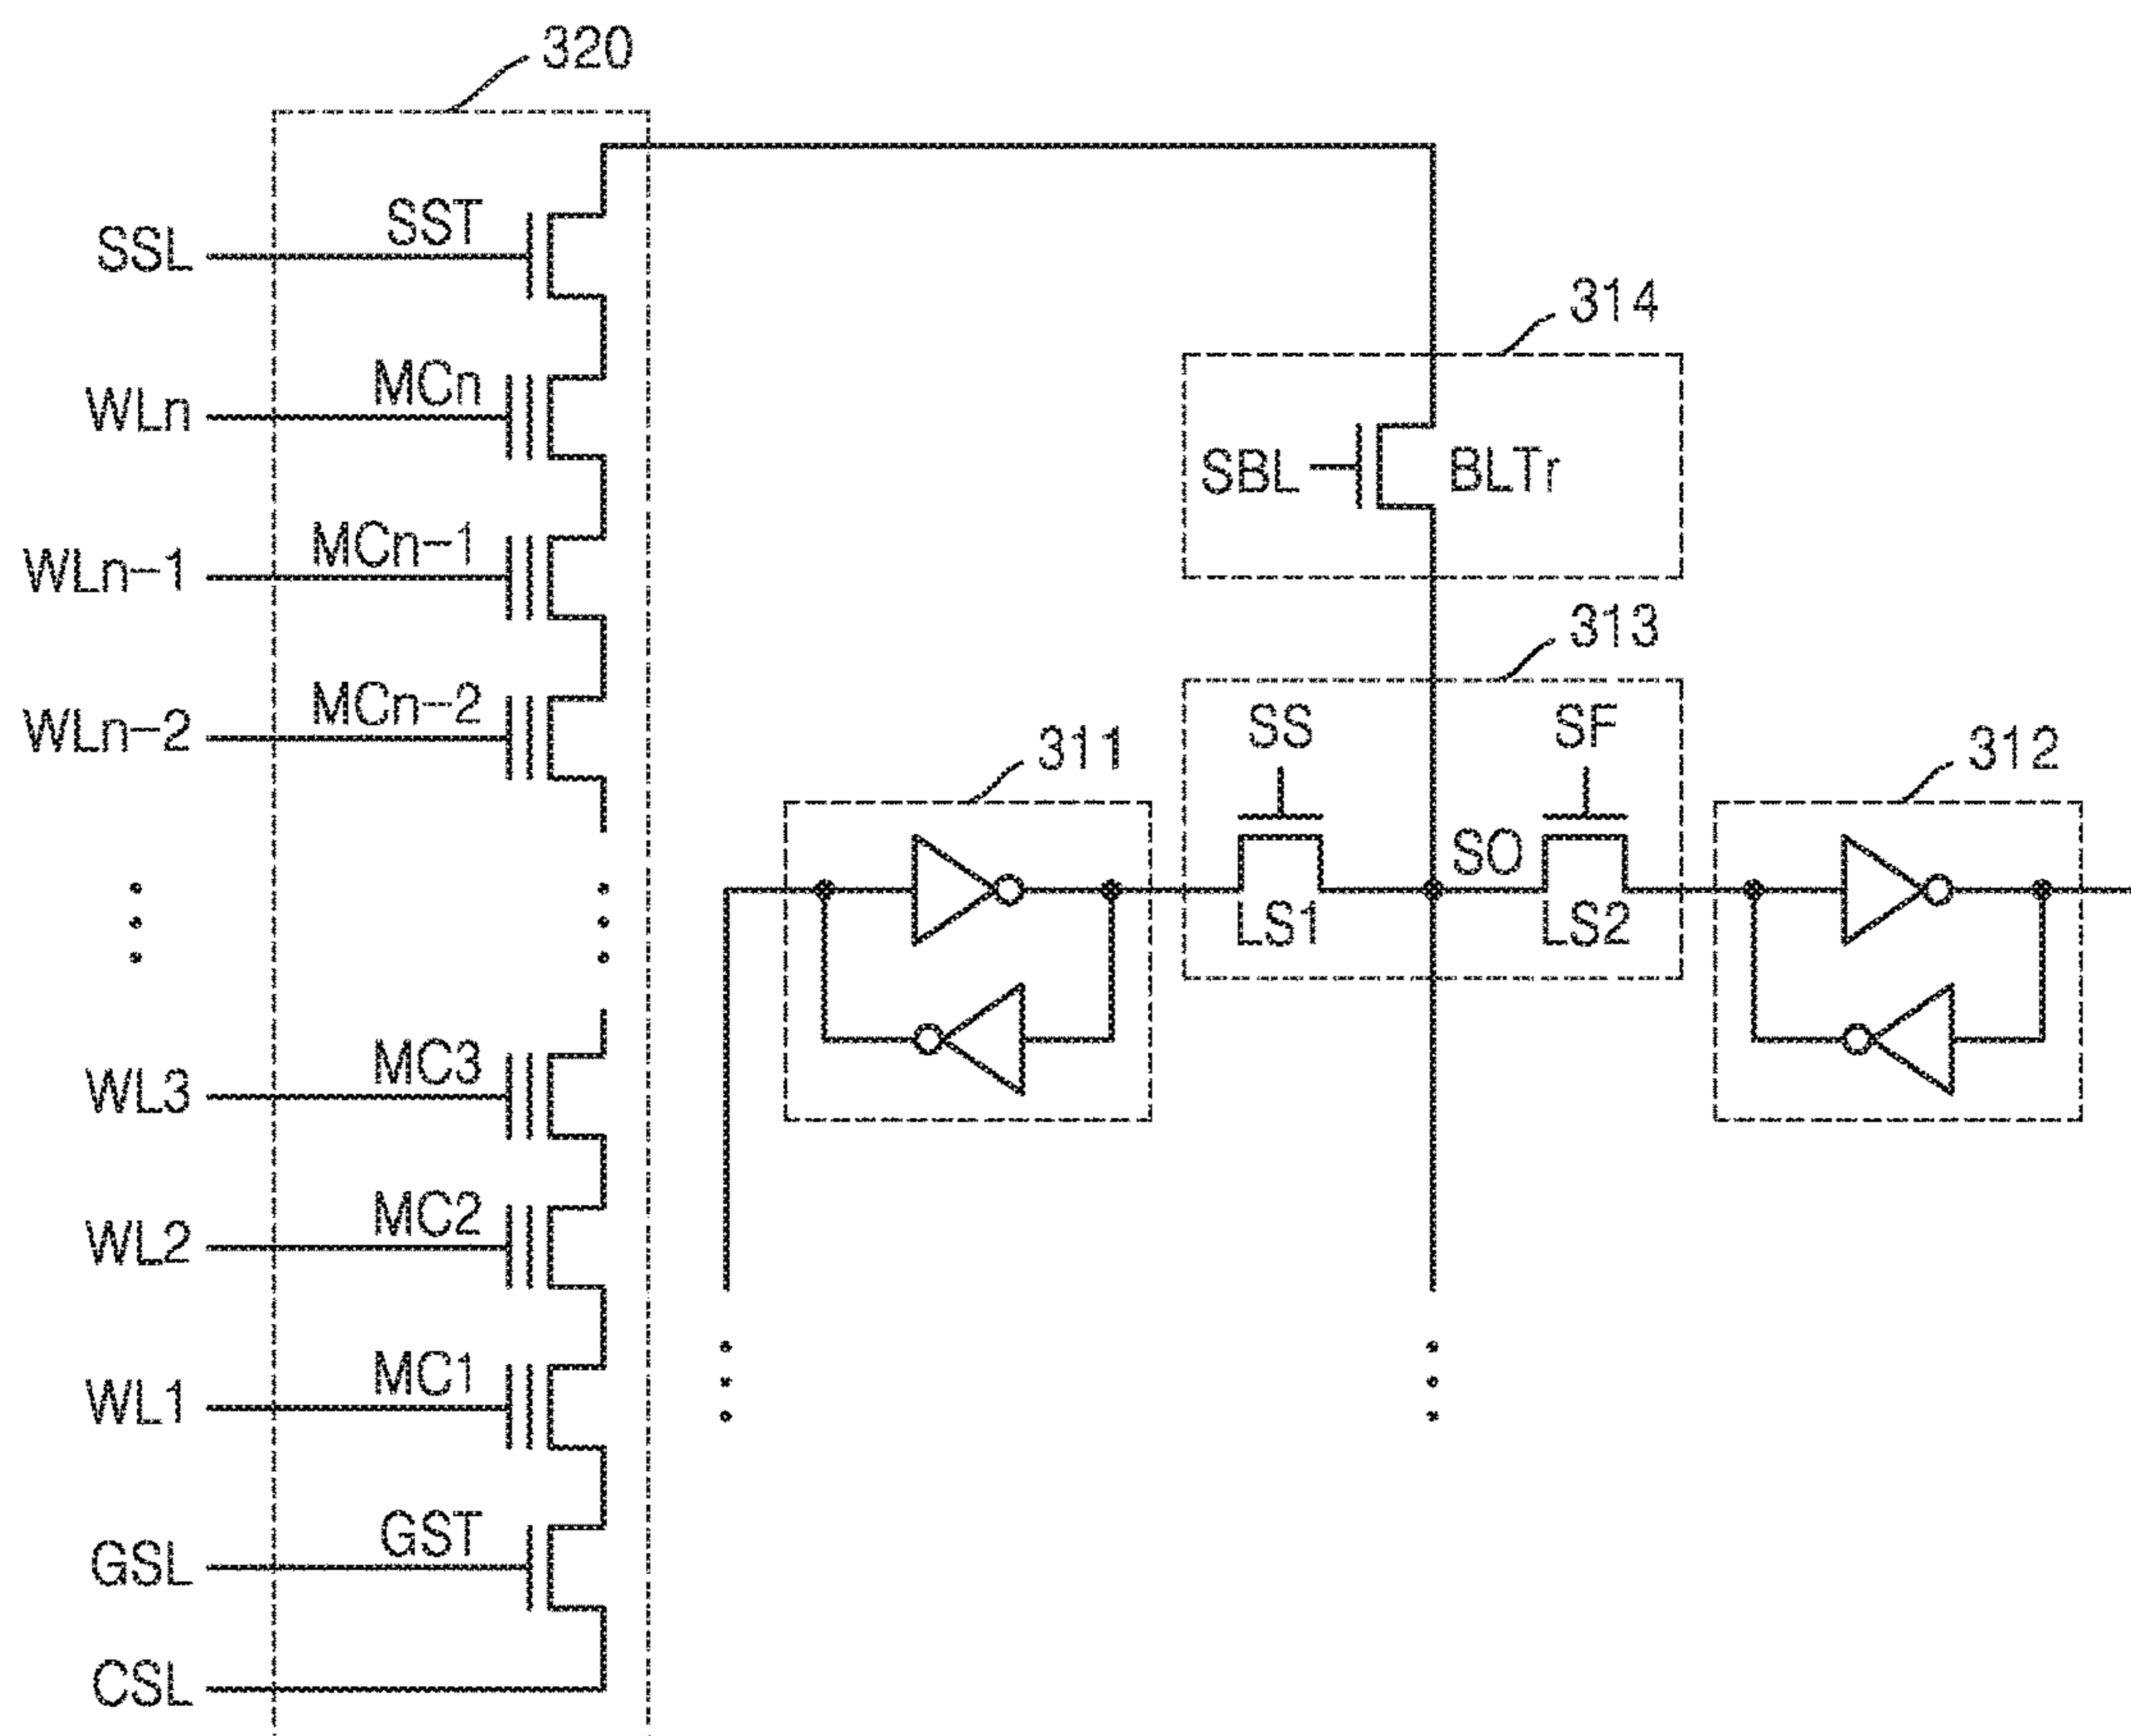 320
SSL
SST
314
WLn
MCn
SBL
BLTr
WLn-1
MCn-1
313
WLn-2
MCn-2
SS
SF
311
312
SO
LS1
LS2
WL3
MC3
WL2
MC2
WL1
MC1
GSL
GST
CSL